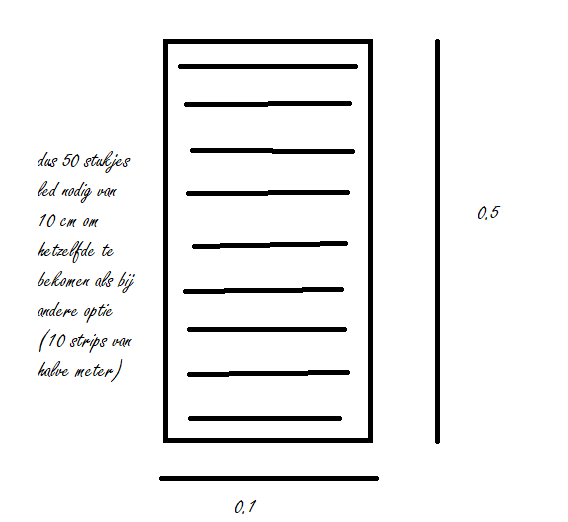 dus 50 stukjes
led nodig van
10 cm om
hetzelfde te
bekomen als bij
andere optie
(10 strips van
halve meter)
0.5
0.1